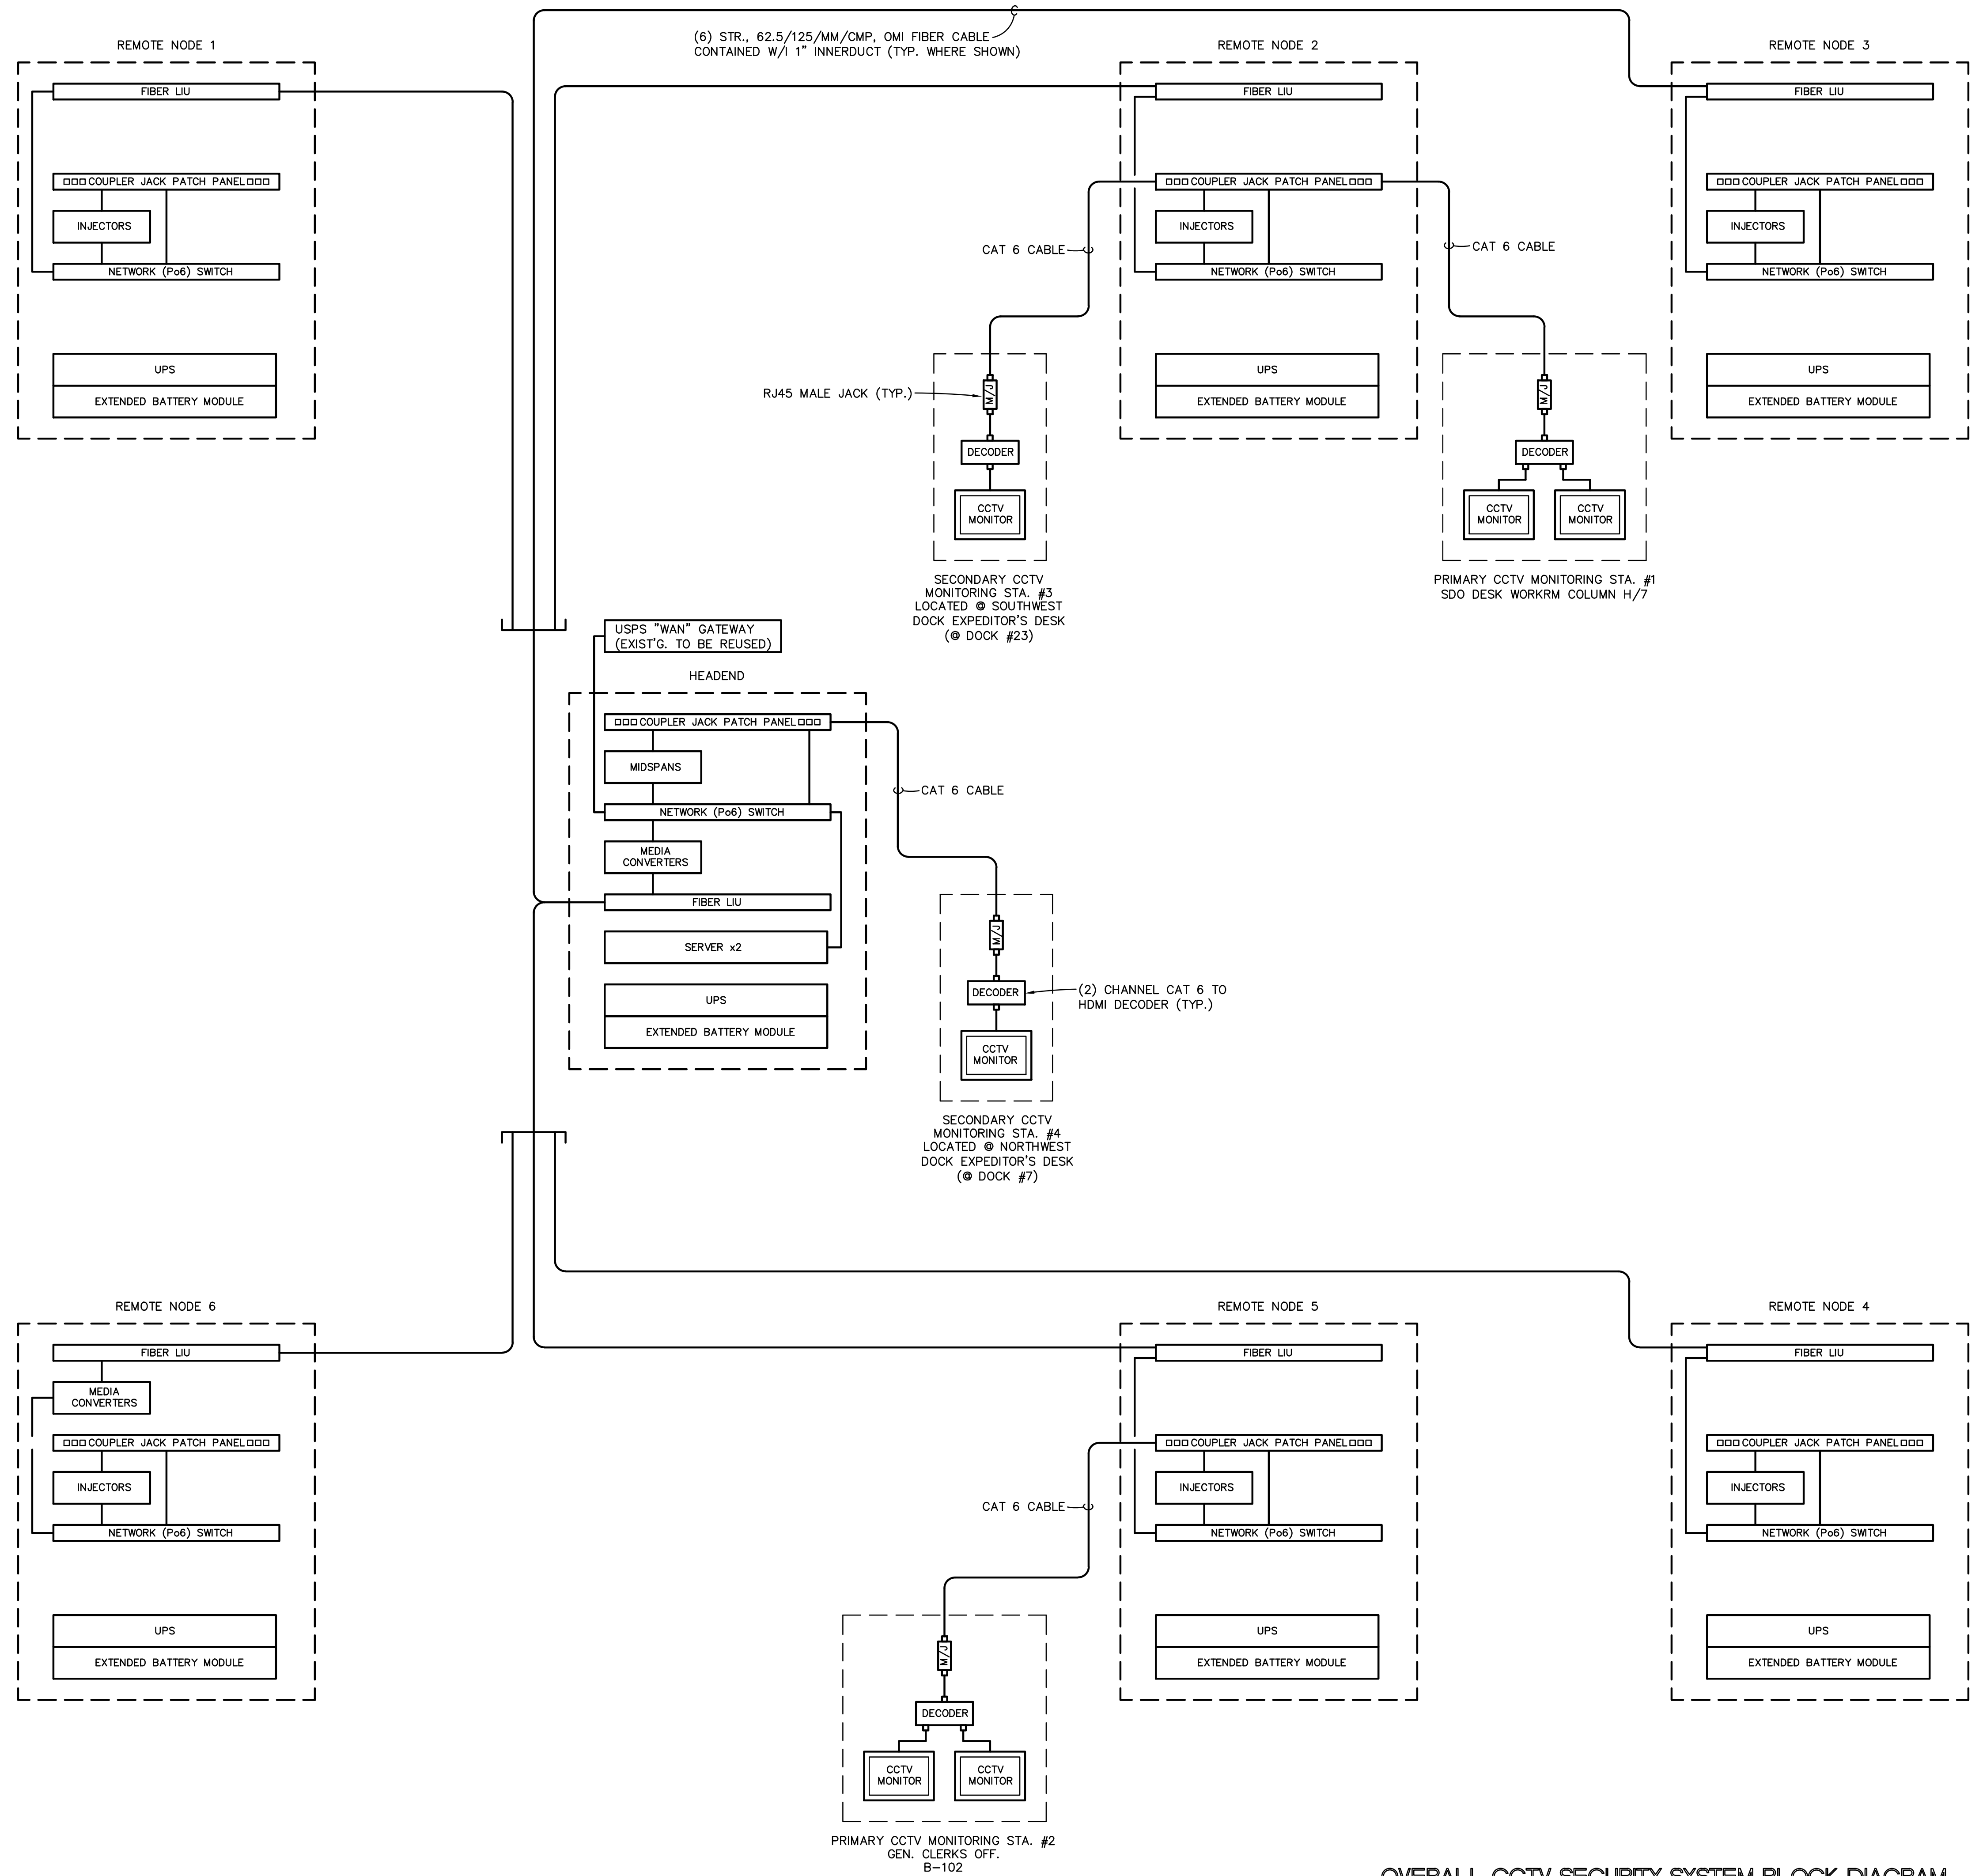 (6) STR., 62.5/125/MM/CMP, OMI FIBER CABLE
CONTAINED W/I 1" INNERDUCT (TYP. WHERE SHOWN)
REMOTE NODE 1
FIBER LIU
COUPLER JACK PATCH PANEL
INJECTORS
NETWORK (Po6) SWITCH
UPS
EXTENDED BATTERY MODULE
REMOTE NODE 2
FIBER LIU
COUPLER JACK PATCH PANEL
INJECTORS
NETWORK (Po6) SWITCH
UPS
EXTENDED BATTERY MODULE
REMOTE NODE 3
FIBER LIU
COUPLER JACK PATCH PANEL
INJECTORS
NETWORK (Po6) SWITCH
UPS
EXTENDED BATTERY MODULE
CAT 6 CABLE
CAT 6 CABLE
RJ45 MALE JACK (TYP.)
M/J
DECODER
CCTV
MONITOR
SECONDARY CCTV
MONITORING STA. #3
LOCATED @ SOUTHWEST
DOCK EXPEDITOR'S DESK
(@ DOCK #23)
M/J
DECODER
CCTV
MONITOR
CCTV
MONITOR
PRIMARY CCTV MONITORING STA. #1
SDO DESK WORKRM COLUMN H/7
USPS "WAN" GATEWAY
(EXIST'G. TO BE REUSED)
HEADEND
COUPLER JACK PATCH PANEL
MIDSPANS
NETWORK (Po6) SWITCH
MEDIA
CONVERTERS
FIBER LIU
SERVER x2
UPS
EXTENDED BATTERY MODULE
CAT 6 CABLE
M/J
DECODER
(2) CHANNEL CAT 6 TO
HDMI DECODER (TYP.)
CCTV
MONITOR
SECONDARY CCTV
MONITORING STA. #4
LOCATED @ NORTHWEST
DOCK EXPEDITOR'S DESK
(@ DOCK #7)
REMOTE NODE 6
FIBER LIU
MEDIA
CONVERTERS
COUPLER JACK PATCH PANEL
INJECTORS
NETWORK (Po6) SWITCH
UPS
EXTENDED BATTERY MODULE
REMOTE NODE 5
FIBER LIU
COUPLER JACK PATCH PANEL
INJECTORS
NETWORK (Po6) SWITCH
UPS
EXTENDED BATTERY MODULE
REMOTE NODE 4
FIBER LIU
COUPLER JACK PATCH PANEL
INJECTORS
NETWORK (Po6) SWITCH
UPS
EXTENDED BATTERY MODULE
CAT 6 CABLE
M/J
DECODER
CCTV
MONITOR
CCTV
MONITOR
PRIMARY CCTV MONITORING STA. #2
GEN. CLERKS OFF.
B-102
OVERALL CCTV SECURITY SYSTEM BLOCK DIAGRAM